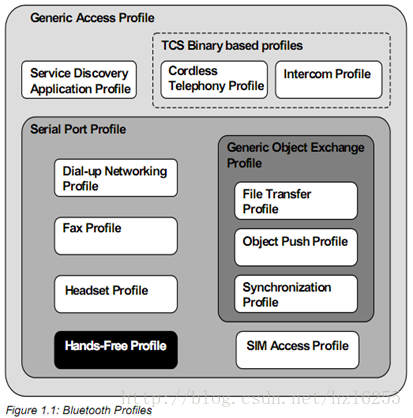 Generic Access Profile
TCS Binary based profiles
Service Discovery
Application Profile
Cordless
Telephony Profile
Intercom Profile
Serial Port Profile
Generic Object Exchange
Profile
Dial-up Networking
Profile
File Transfer
Profile
Fax Profile
Object Push Profile
Headset Profile
Synchronization
Profile
Hands-Free Profile
SIM Access Profile
Figure 1.1: Bluetooth Profiles